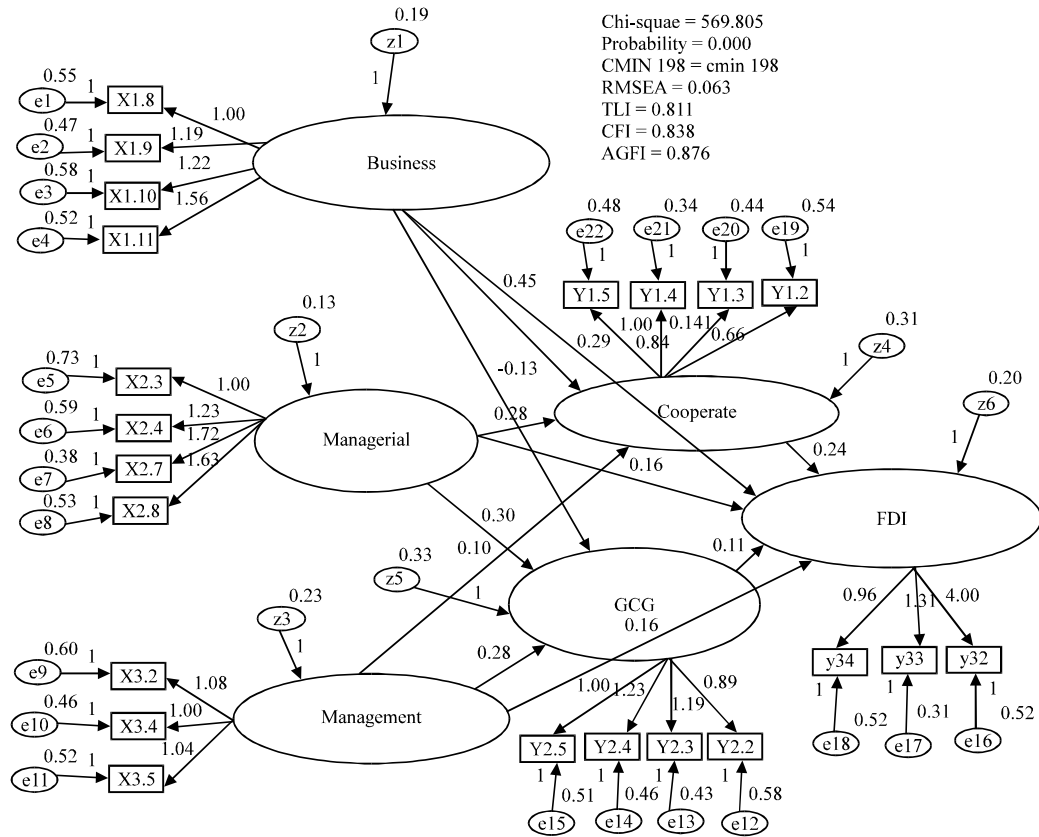 0.19
z1
1
Chi-squae = 569.805
Probability = 0.000
CMIN 198 = cmin 198
RMSEA = 0.063
TLI = 0.811
CFI = 0.838
AGFI = 0.876
0.55
e1
1
X1.8
1.00
0.47
e2
1
X1.9
1.19
0.58
e3
1
X1.10
1.22
0.52
e4
1
X1.11
1.56
Business
0.48
0.34
0.44
0.54
e22
e21
e20
e19
1
1
1
1
Y1.5
Y1.4
Y1.3
Y1.2
0.45
0.29
1.00
0.84
0.141
0.66
-0.13
0.13
z2
1
0.31
z4
1
0.20
z6
1
0.73
e5
1
X2.3
1.00
0.59
e6
1
X2.4
1.23
0.38
e7
1
X2.7
1.72
0.53
e8
1
X2.8
1.63
Managerial
0.28
Cooperate
0.24
0.16
0.30
0.10
FDI
0.33
z5
1
GCG
0.11
0.16
0.23
z3
1
0.28
0.60
e9
1
X3.2
1.08
0.46
e10
1
X3.4
1.00
0.52
e11
1
X3.5
1.04
Management
0.96
1.31
4.00
y34
y33
y32
1
1
1
0.52
0.31
0.52
e18
e17
e16
1.00
1.23
1.19
0.89
Y2.5
Y2.4
Y2.3
Y2.2
1
1
1
1
0.51
0.46
0.43
0.58
e15
e14
e13
e12